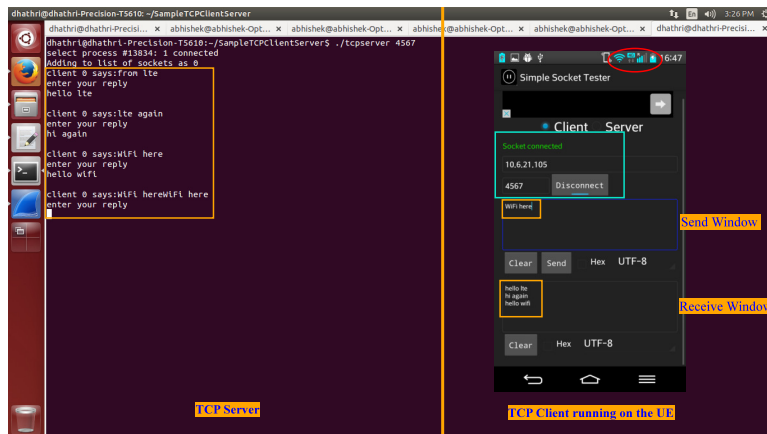 dhathri@dhathri-Precision-T5610: ~/SampleTCPClientServer
En
3:26 PM
dhathri@dhathri-Precisi... x
abhishek@abhishek-Opt... x
abhishek@abhishek-Opt... x
abhishek@abhishek-Opt... x
abhishek@abhishek-Opt... x
dhathri@dhathri-Precisi... x
dhathri@dhathri-Precision-T5610:~/SampleTCPClientServer$ ./tcpserver 4567
select process #13834: 1 connected
Adding to list of sockets as 0
client 0 says:from lte
enter your reply
hello lte
client 0 says:lte again
enter your reply
hi again
client 0 says:WiFi here
enter your reply
hello wifi
client 0 says:WiFi hereWiFi here
enter your reply
TCP Server
16:47
Simple Socket Tester
Client Server
Socket connected
10.6.21.105
4567 Disconnect
WiFi here
Send Window
Clear Send Hex UTF-8
hello lte
hi again
hello wifi
Receive Window
Clear Hex UTF-8
TCP Client running on the UE